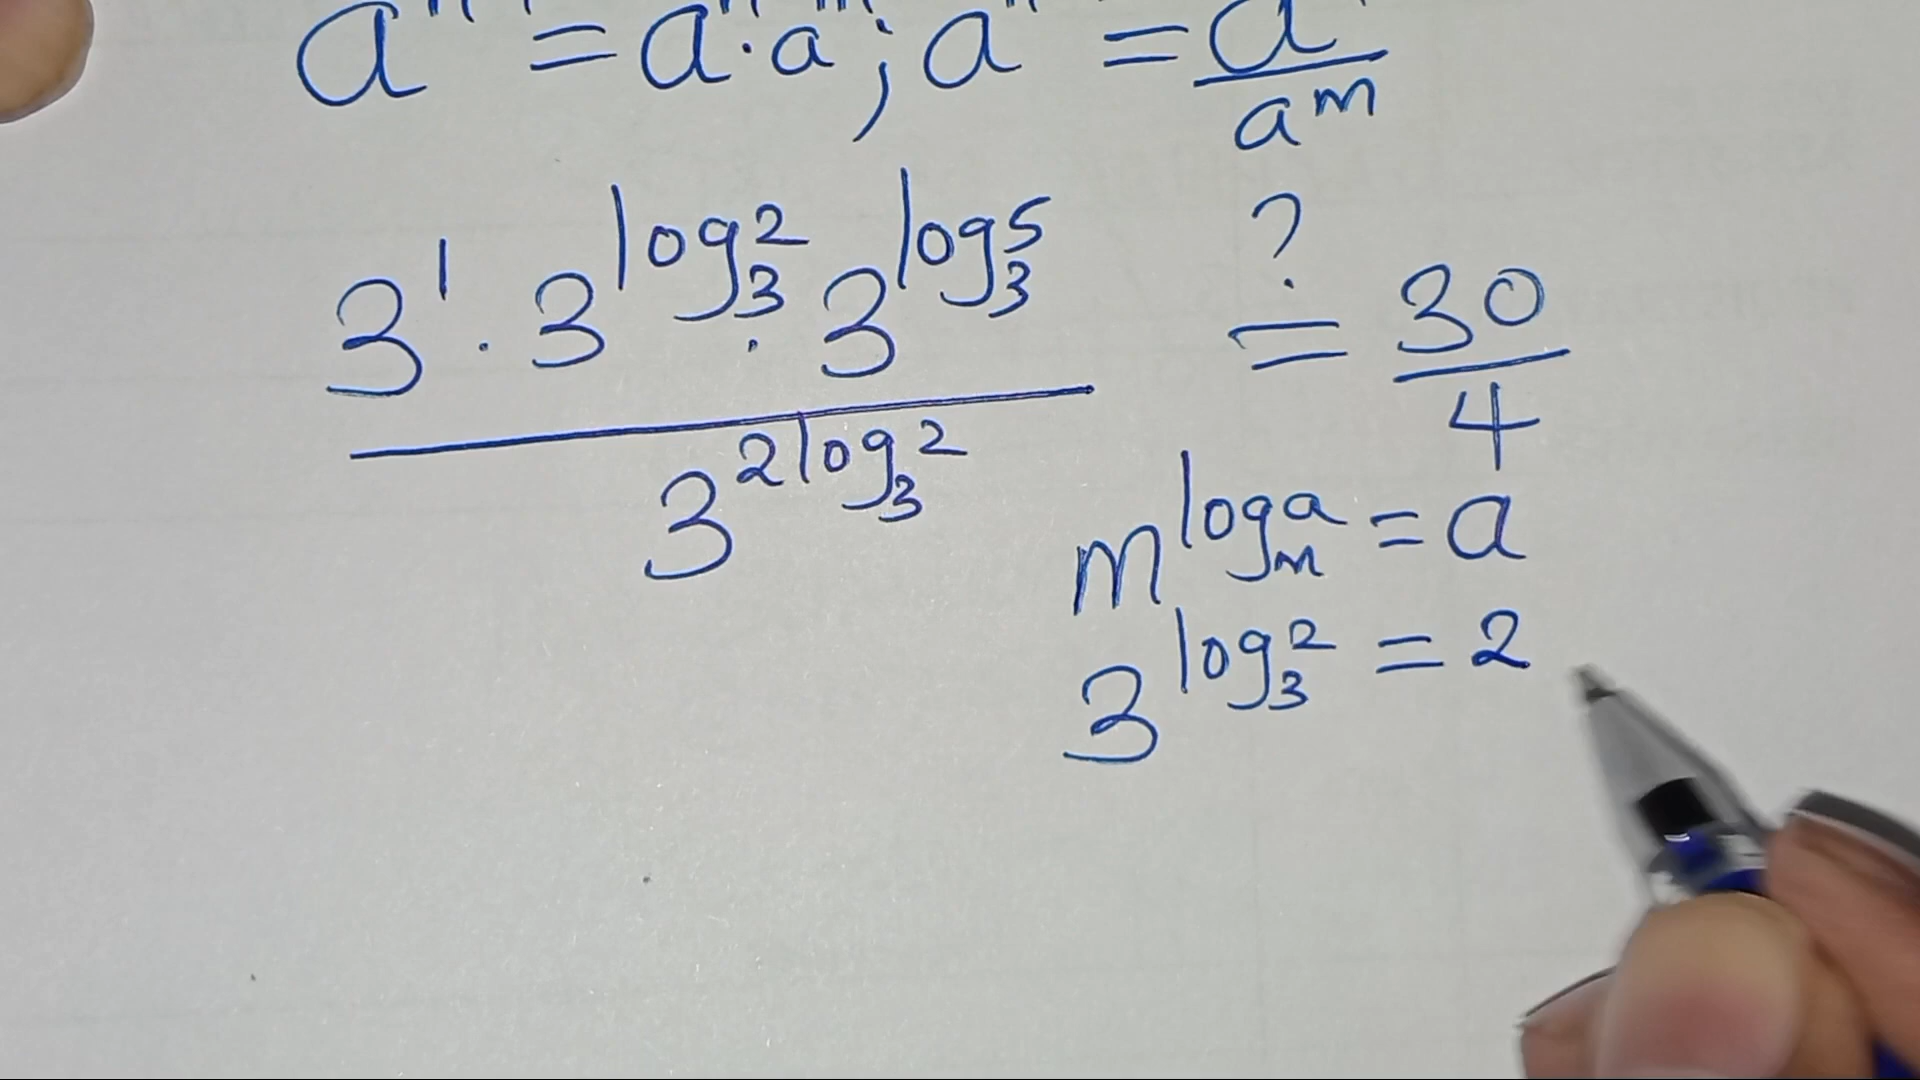 a^n = a^n · a^m ; a^n = a/a^m
3^1 · 3^(log_3 2) · 3^(log_3 5) / 3^(2log_3 2) =? 30/4
m^(log_m a) = a
3^(log_3 2) = 2